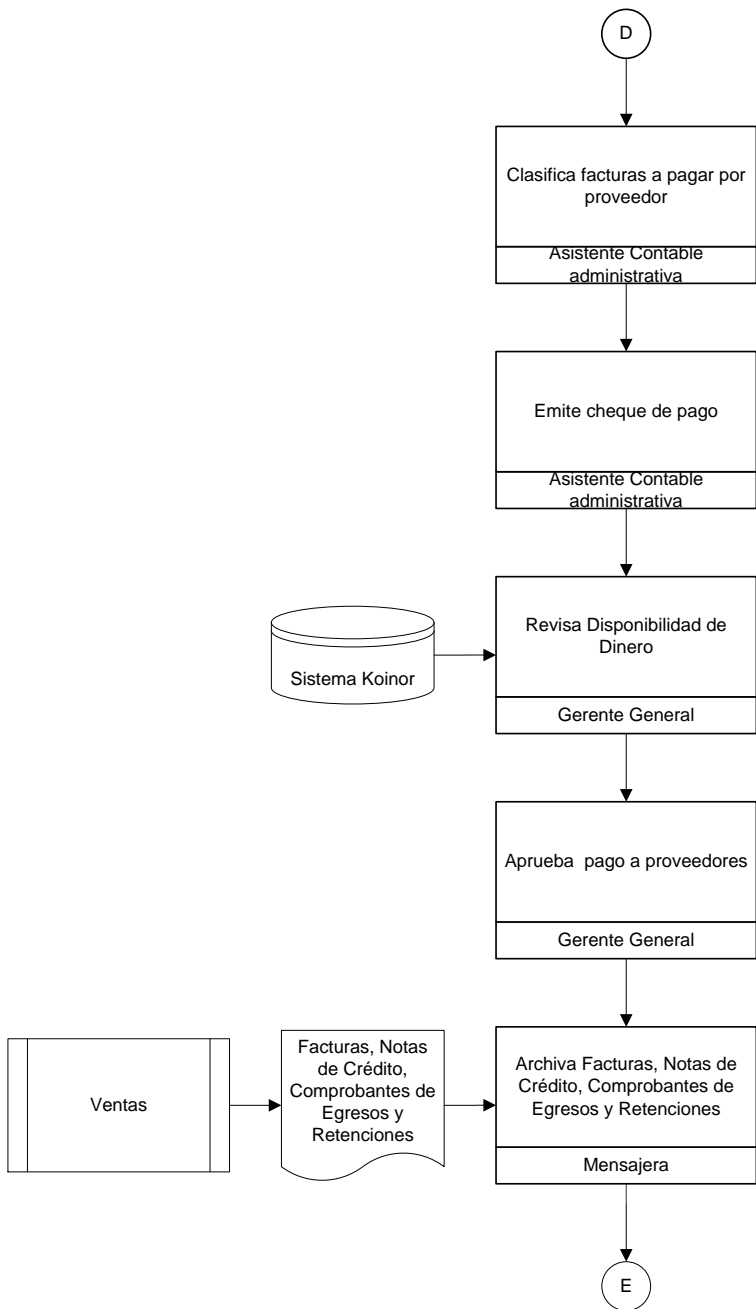 D
Clasifica facturas a pagar por
proveedor
Asistente Contable
administrativa
Emite cheque de pago
Asistente Contable
administrativa
Sistema Koinor
Revisa Disponibilidad de
Dinero
Gerente General
Aprueba  pago a proveedores
Gerente General
Ventas
Facturas, Notas
de Crédito,
Comprobantes de
Egresos y
Retenciones
Archiva Facturas, Notas de
Crédito, Comprobantes de
Egresos y Retenciones
Mensajera
E